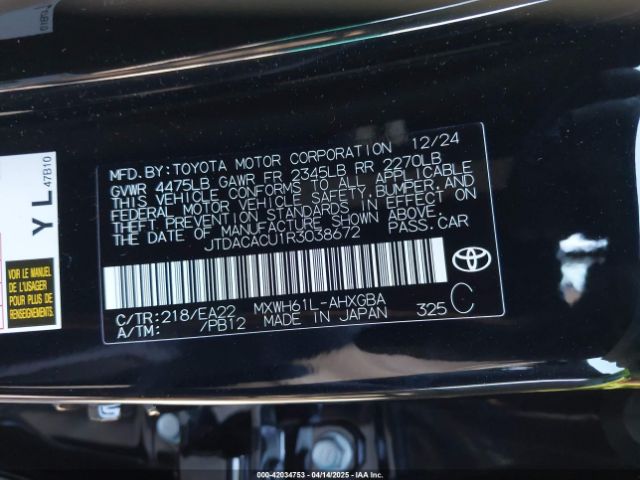 MFD. BY: TOYOTA MOTOR CORPORATION 12/24
GVWR 4475LB GAWR FR 2345LB RR 2270LB
THIS VEHICLE CONFORMS TO ALL APPLICABLE
FEDERAL MOTOR VEHICLE SAFETY, BUMPER, AND
THEFT PREVENTION STANDARDS IN EFFECT ON
THE DATE OF MANUFACTURE SHOWN ABOVE.
JTDACACU1R3038672 PASS. CAR
C/TR: 218/EA22 MXWH61L-AHXGBA 325 C
A/TM: /PB12 MADE IN JAPAN
YL
47B10
VOIR LE
MANUEL DE
L'USAGER
POUR PLUS DE
RENSEIGNEMENTS
000-42034753 - 04/14/2025 - IAAC Inc.